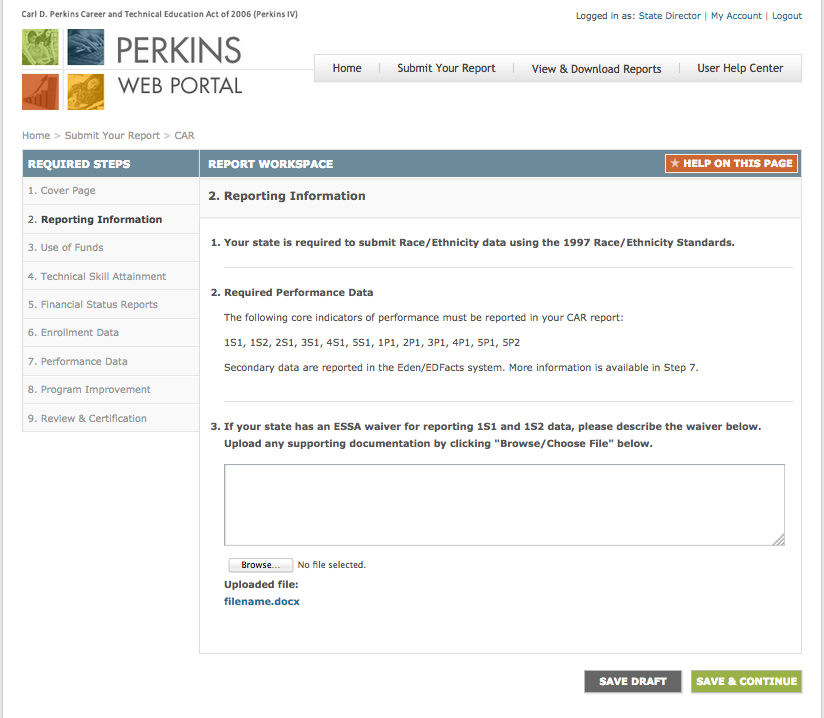 Carl D. Perkins Career and Technical Education Act of 2006 (Perkins IV)
Logged in as: State Director | My Account | Logout
PERKINS
WEB PORTAL
Home | Submit Your Report | View & Download Reports | User Help Center
Home > Submit Your Report > CAR
REQUIRED STEPS
1. Cover Page
2. Reporting Information
3. Use of Funds
4. Technical Skill Attainment
5. Financial Status Reports
6. Enrollment Data
7. Performance Data
8. Program Improvement
9. Review & Certification
REPORT WORKSPACE
★ HELP ON THIS PAGE
2. Reporting Information
1. Your state is required to submit Race/Ethnicity data using the 1997 Race/Ethnicity Standards.
2. Required Performance Data
The following core indicators of performance must be reported in your CAR report:
1S1, 1S2, 2S1, 3S1, 4S1, 5S1, 1P1, 2P1, 3P1, 4P1, 5P1, 5P2
Secondary data are reported in the Eden/EDFacts system. More information is available in Step 7.
3. If your state has an ESSA waiver for reporting 1S1 and 1S2 data, please describe the waiver below.
Upload any supporting documentation by clicking "Browse/Choose File" below.
Browse... No file selected.
Uploaded file:
filename.docx
SAVE DRAFT
SAVE & CONTINUE